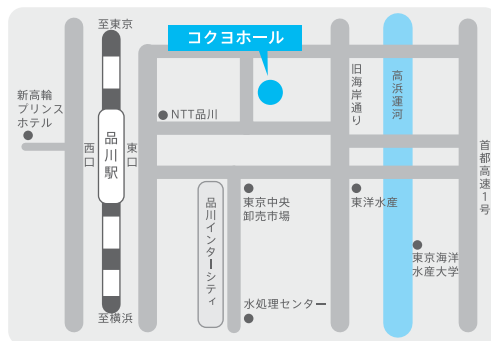 至東京
コクヨホール
新高輪
プリンス
ホテル
NTT品川
旧海岸通り
高浜運河
品川駅
西口
東口
首都高速1号
品川インターシティ
東京中央
卸売市場
東洋水産
東京海洋
水産大学
水処理センター
至横浜